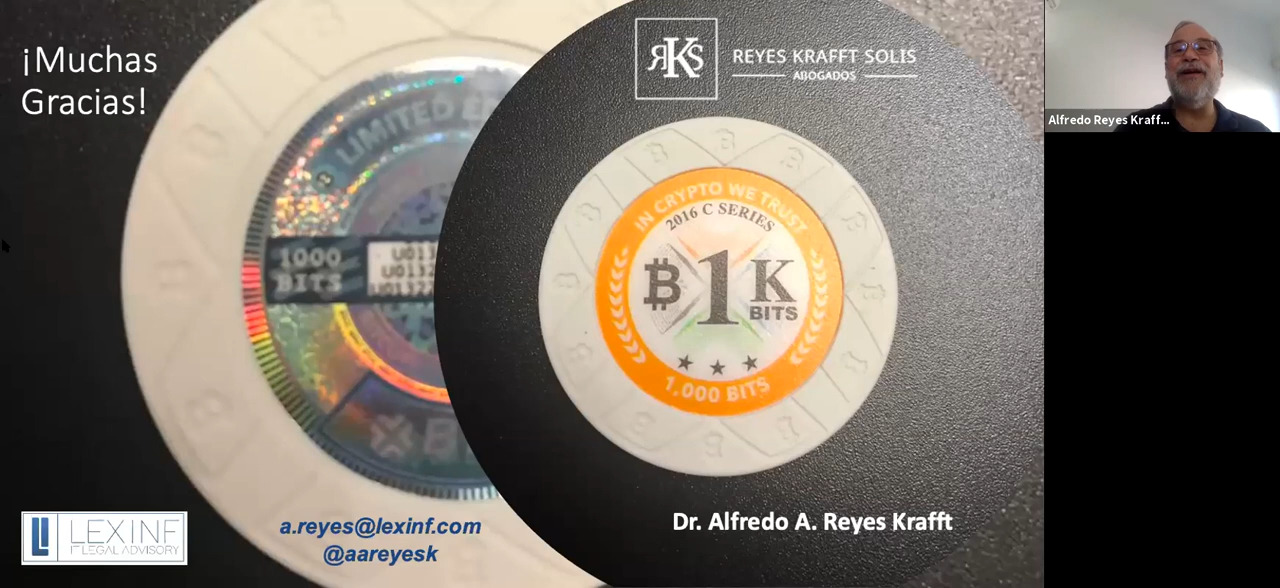 ¡Muchas
Gracias!
RKS
REYES KRAFFT SOLIS
ABOGADOS
Alfredo Reyes Kraff...
LIMITED
1000
BITS
IN CRYPTO WE TRUST
2016 C SERIES
₿ 1 K
BITS
1,000 BITS
LEXINF
IT LEGAL ADVISORY
a.reyes@lexinf.com
@aareyesk
Dr. Alfredo A. Reyes Krafft